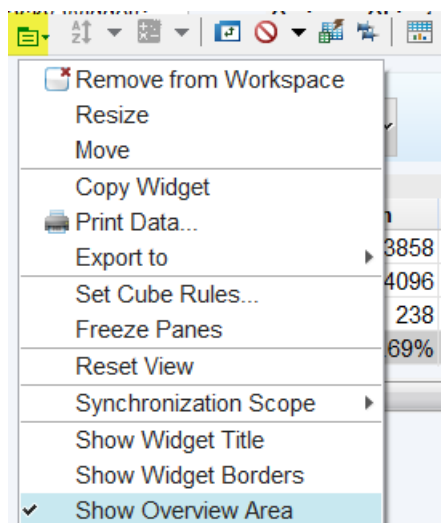 Remove from Workspace
Resize
Move
Copy Widget
Print Data...
Export to
3858
Set Cube Rules...
4096
Freeze Panes
238
Reset View
69%
Synchronization Scope
Show Widget Title
Show Widget Borders
Show Overview Area